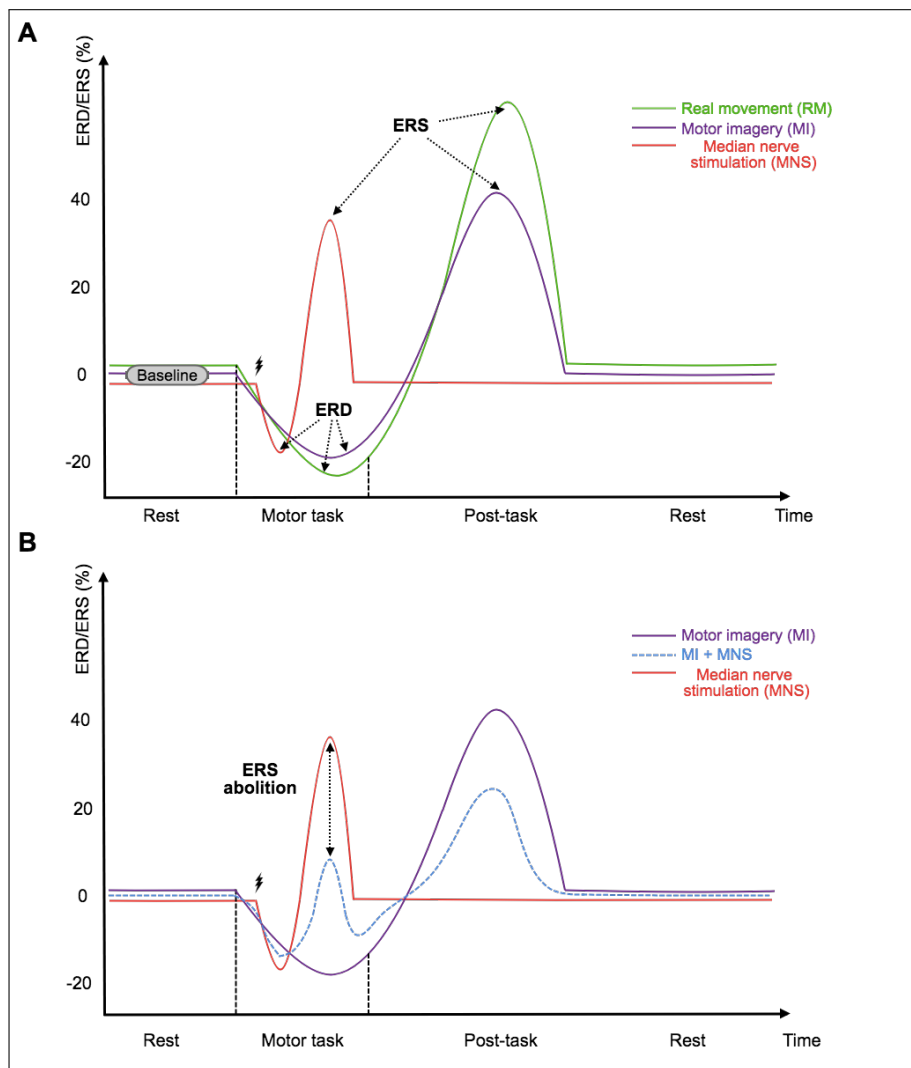 A
ERD/ERS (%)
Real movement (RM)
Motor imagery (MI)
Median nerve
stimulation (MNS)
ERS
40
20
0
Baseline
ERD
-20
Rest
Motor task
Post-task
Rest
Time
B
ERD/ERS (%)
Motor imagery (MI)
MI + MNS
Median nerve
stimulation (MNS)
40
ERS
abolition
20
0
-20
Rest
Motor task
Post-task
Rest
Time